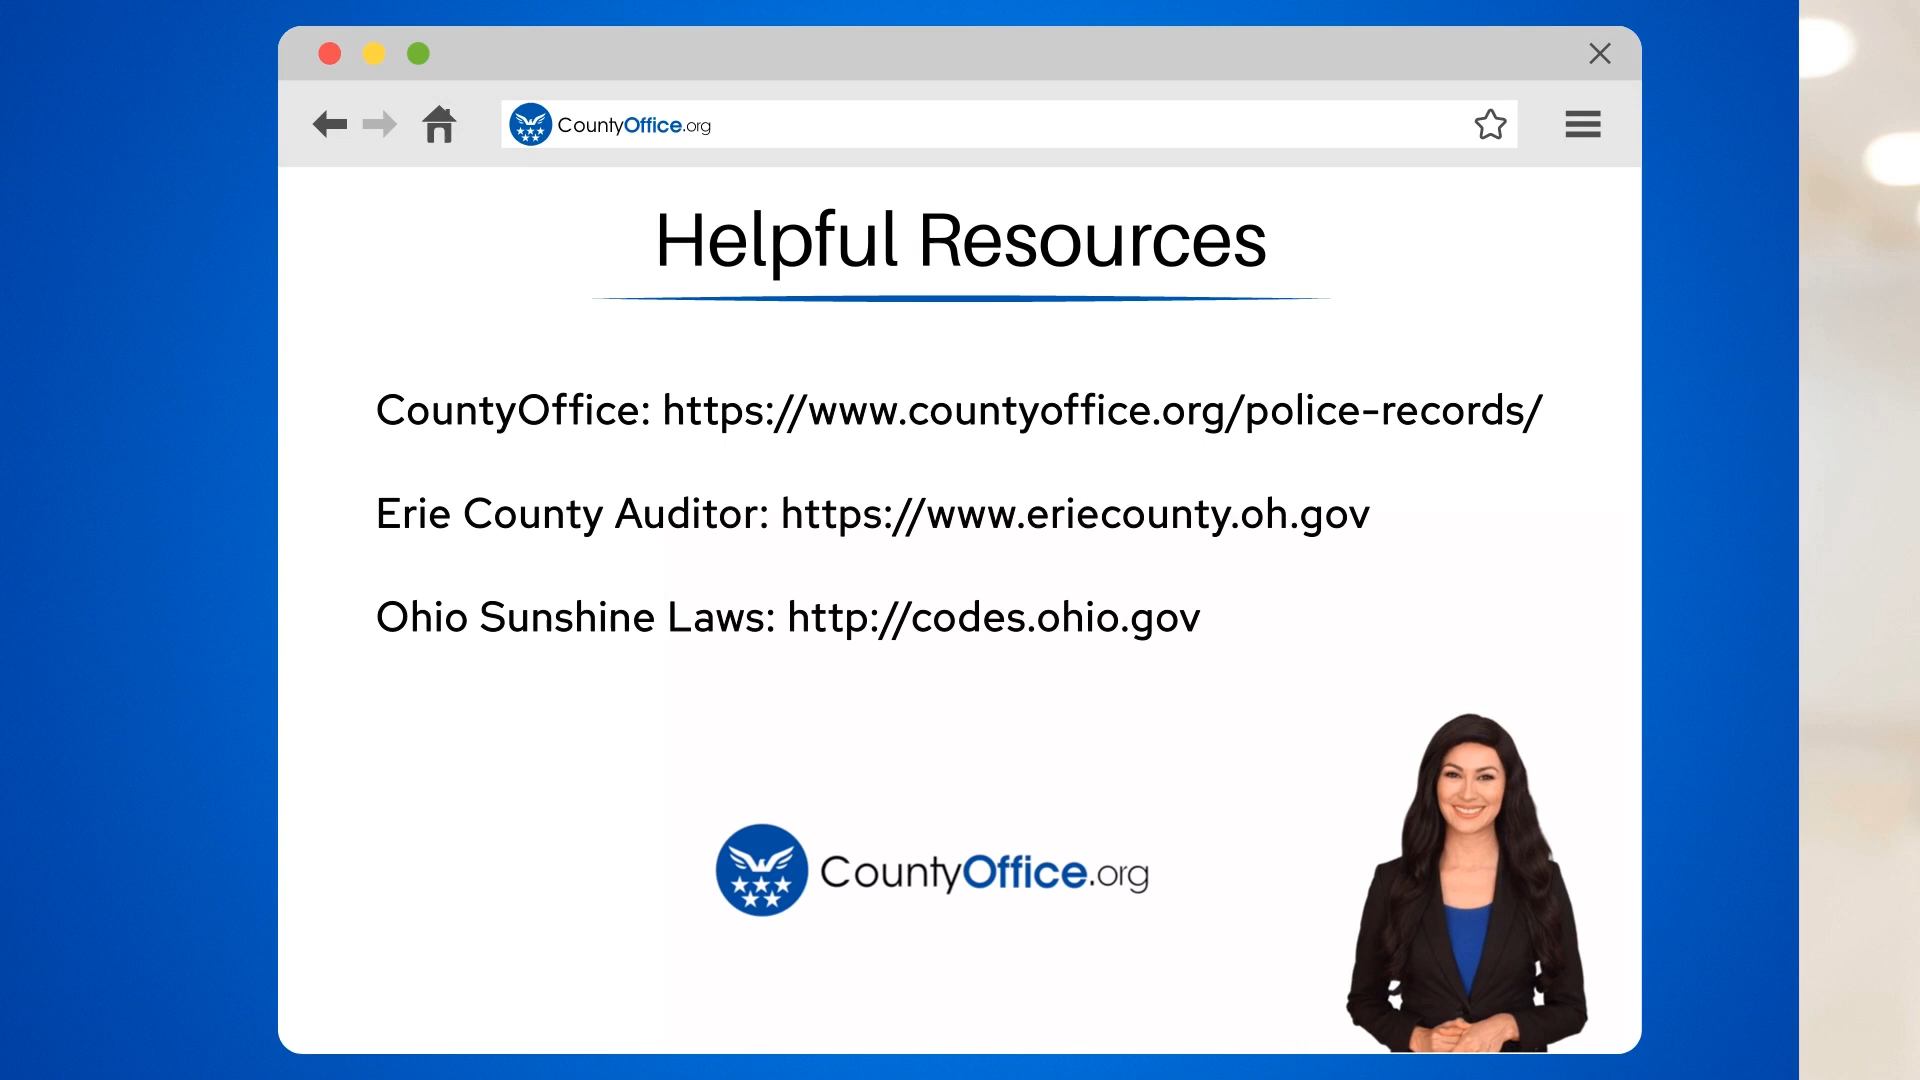 CountyOffice.org
Helpful Resources
CountyOffice: https://www.countyoffice.org/police-records/
Erie County Auditor: https://www.eriecounty.oh.gov
Ohio Sunshine Laws: http://codes.ohio.gov
CountyOffice.org